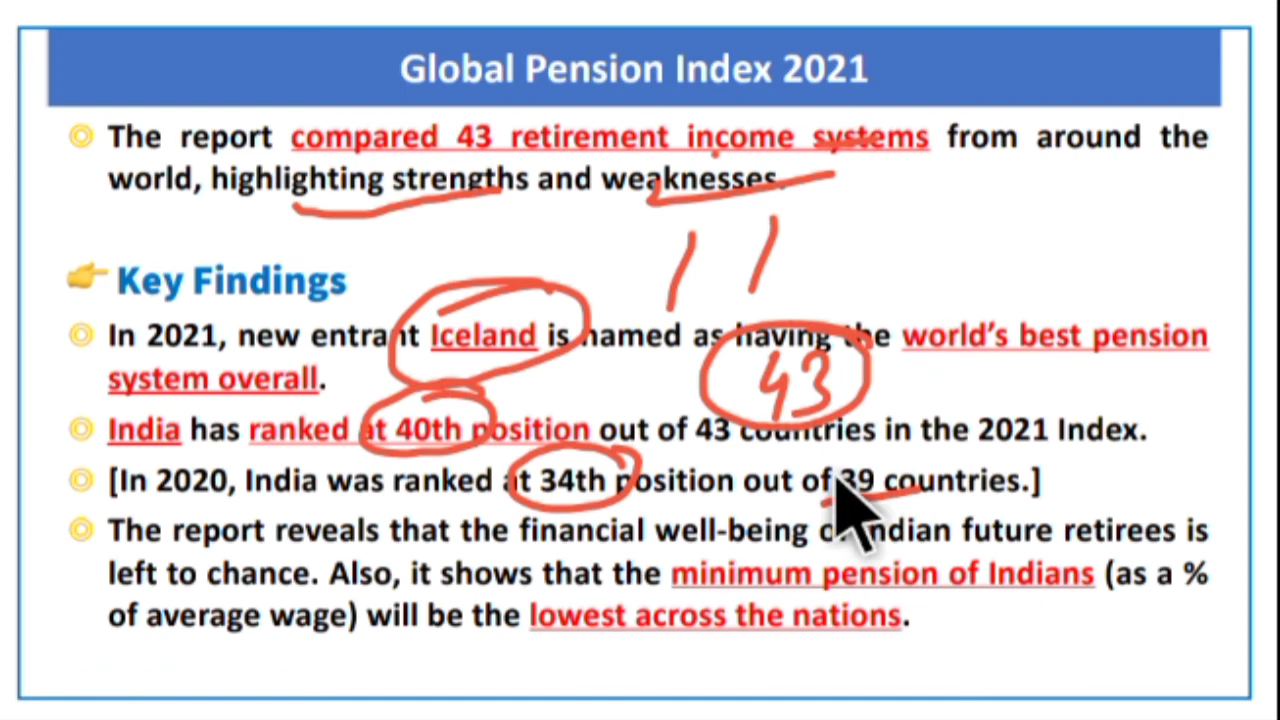 Global Pension Index 2021
The report compared 43 retirement income systems from around the
world, highlighting strengths and weaknesses.
Key Findings
In 2021, new entrant Iceland is named as having the world's best pension
system overall.
43
India has ranked at 40th position out of 43 countries in the 2021 Index.
[In 2020, India was ranked at 34th position out of 39 countries.]
The report reveals that the financial well-being of Indian future retirees is
left to chance. Also, it shows that the minimum pension of Indians (as a %
of average wage) will be the lowest across the nations.